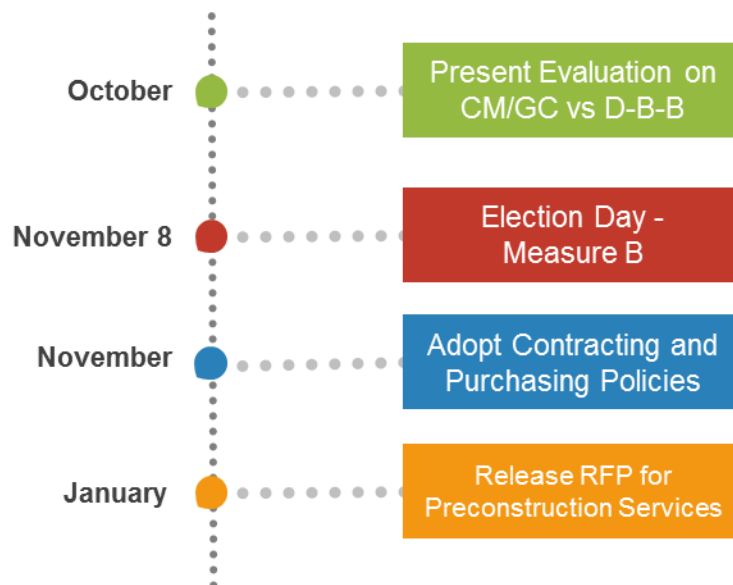 October
Present Evaluation on
CM/GC vs D-B-B
November 8
Election Day -
Measure B
November
Adopt Contracting and
Purchasing Policies
January
Release RFP for
Preconstruction Services